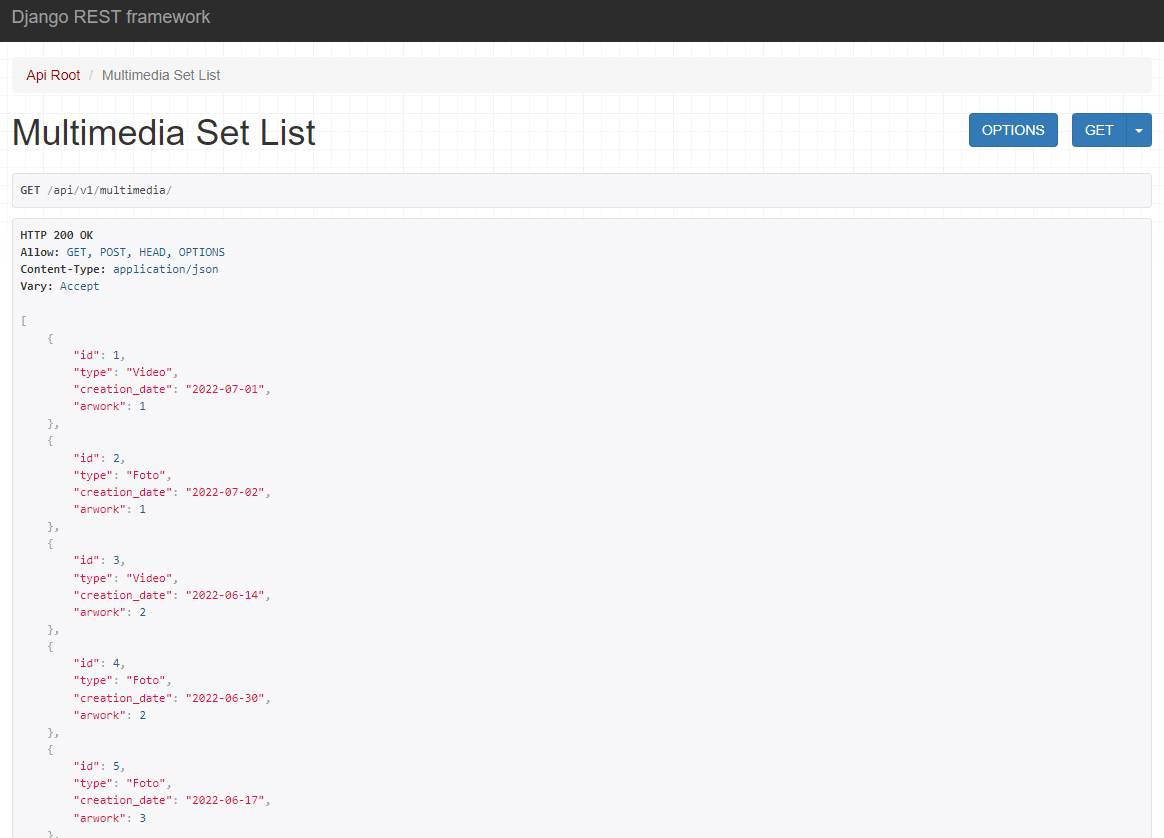 Django REST framework
Api Root / Multimedia Set List
Multimedia Set List
OPTIONS
GET
GET /api/v1/multimedia/
HTTP 200 OK
Allow: GET, POST, HEAD, OPTIONS
Content-Type: application/json
Vary: Accept
[
    {
        "id": 1,
        "type": "Video",
        "creation_date": "2022-07-01",
        "arwork": 1
    },
    {
        "id": 2,
        "type": "Foto",
        "creation_date": "2022-07-02",
        "arwork": 1
    },
    {
        "id": 3,
        "type": "Video",
        "creation_date": "2022-06-14",
        "arwork": 2
    },
    {
        "id": 4,
        "type": "Foto",
        "creation_date": "2022-06-30",
        "arwork": 2
    },
    {
        "id": 5,
        "type": "Foto",
        "creation_date": "2022-06-17",
        "arwork": 3
    },